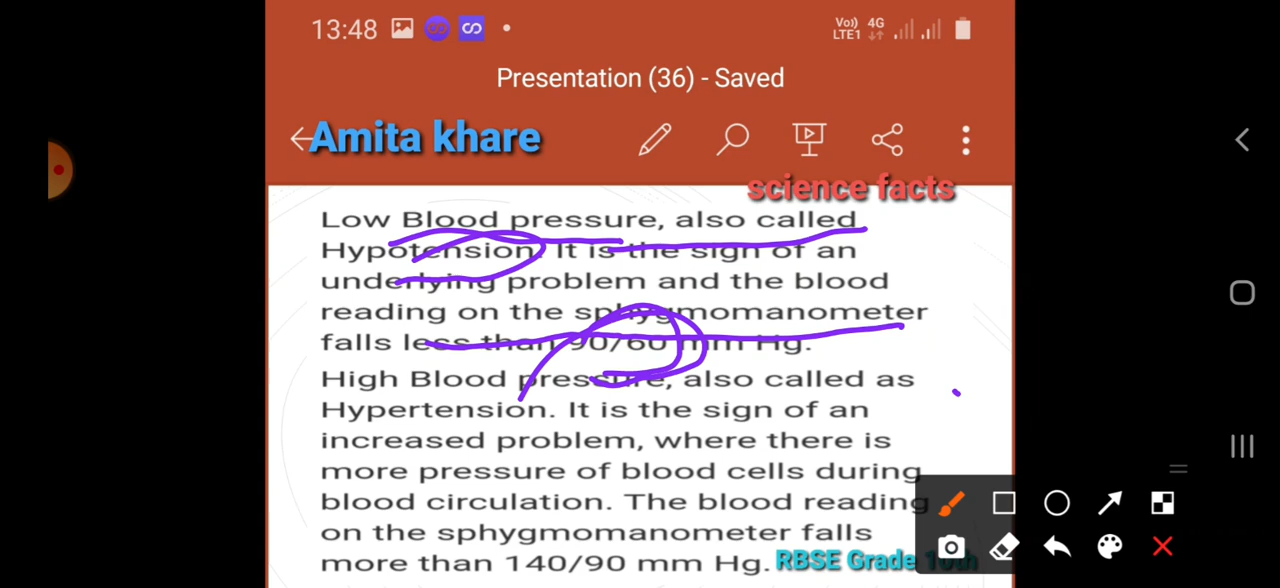 13:48
Vo))
LTE1
4G
Presentation (36) - Saved
Amita khare
science facts
Low Blood pressure, also called
Hypotension. It is the sign of an
underlying problem and the blood
reading on the sphygmomanometer
falls less than 90/60 mm Hg.
High Blood pressure, also called as
Hypertension. It is the sign of an
increased problem, where there is
more pressure of blood cells during
blood circulation. The blood reading
on the sphygmomanometer falls
more than 140/90 mm Hg.
RBSE Grade 10th